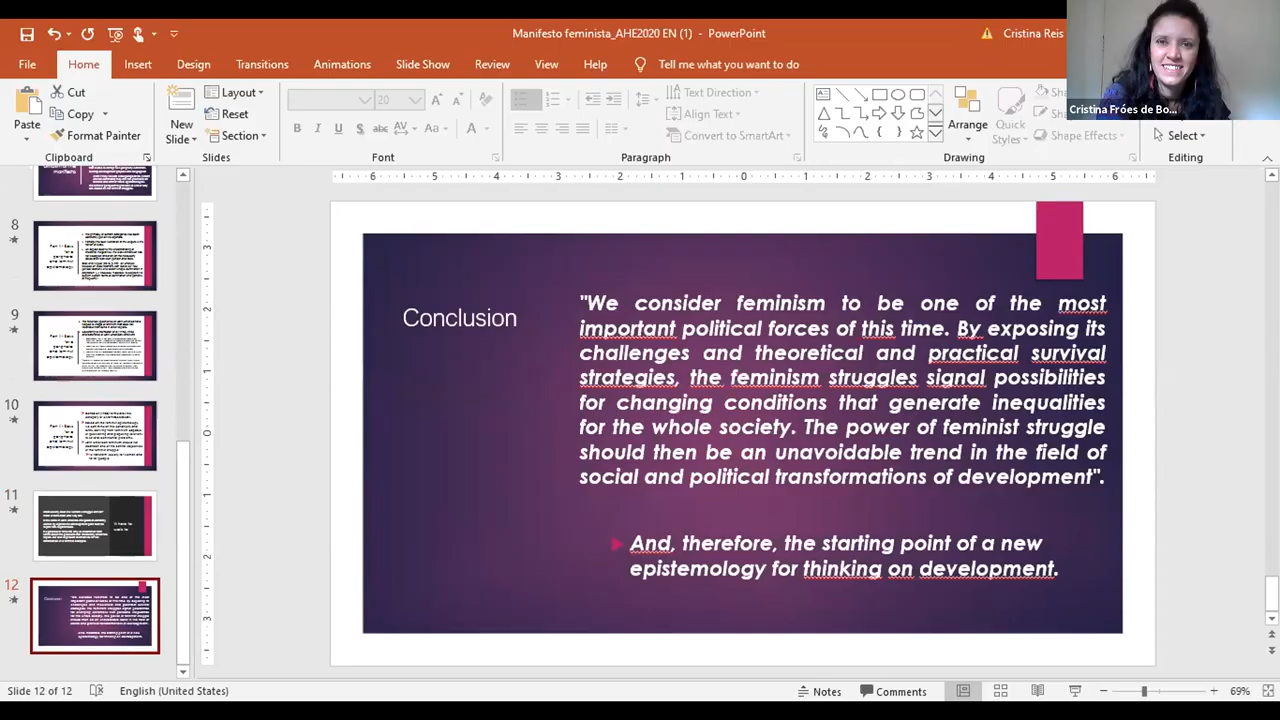 Manifesto feminista_AHE2020 EN (1) - PowerPoint
Cristina Reis
File Home Insert Design Transitions Animations Slide Show Review View Help Tell me what you want to do
Cristina Fróes de Bo...
Paste
Cut
Copy
Format Painter
Clipboard
New
Slide
Layout
Reset
Section
Slides
20
Font
Text Direction
Align Text
Convert to SmartArt
Paragraph
Arrange
Quick
Styles
Shape Effects
Drawing
Select
Editing
8
9
10
11
12
Conclusion
"We consider feminism to be one of the most
important political forces of this time. By exposing its
challenges and theoretical and practical survival
strategies, the feminism struggles signal possibilities
for changing conditions that generate inequalities
for the whole society. The power of feminist struggle
should then be an unavoidable trend in the field of
social and political transformations of development".
And, therefore, the starting point of a new
epistemology for thinking on development.
Slide 12 of 12
English (United States)
Notes
Comments
69%